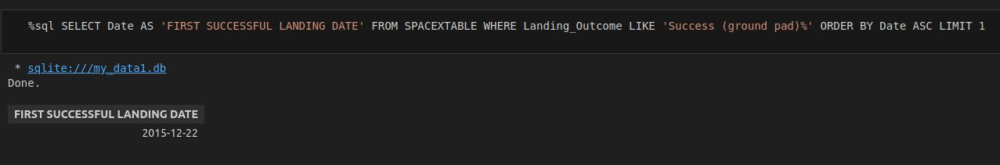 %sql SELECT Date AS 'FIRST SUCCESSFUL LANDING DATE' FROM SPACEXTABLE WHERE Landing_Outcome LIKE 'Success (ground pad)%' ORDER BY Date ASC LIMIT 1
* sqlite:///my_data1.db
Done.
FIRST SUCCESSFUL LANDING DATE
2015-12-22